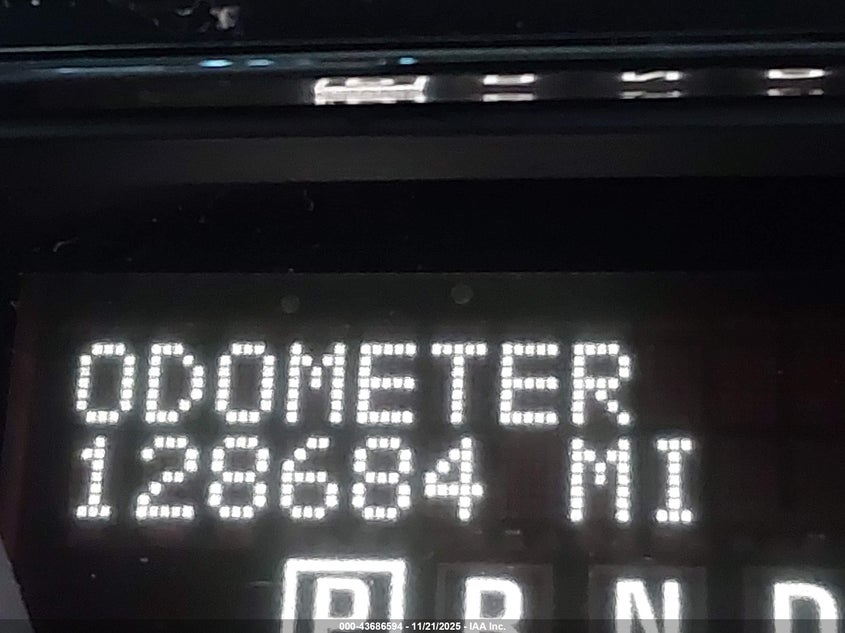 ODOMETER
128684 MI
P R N D
000-43686594 - 11/21/2025 - IAA Inc.